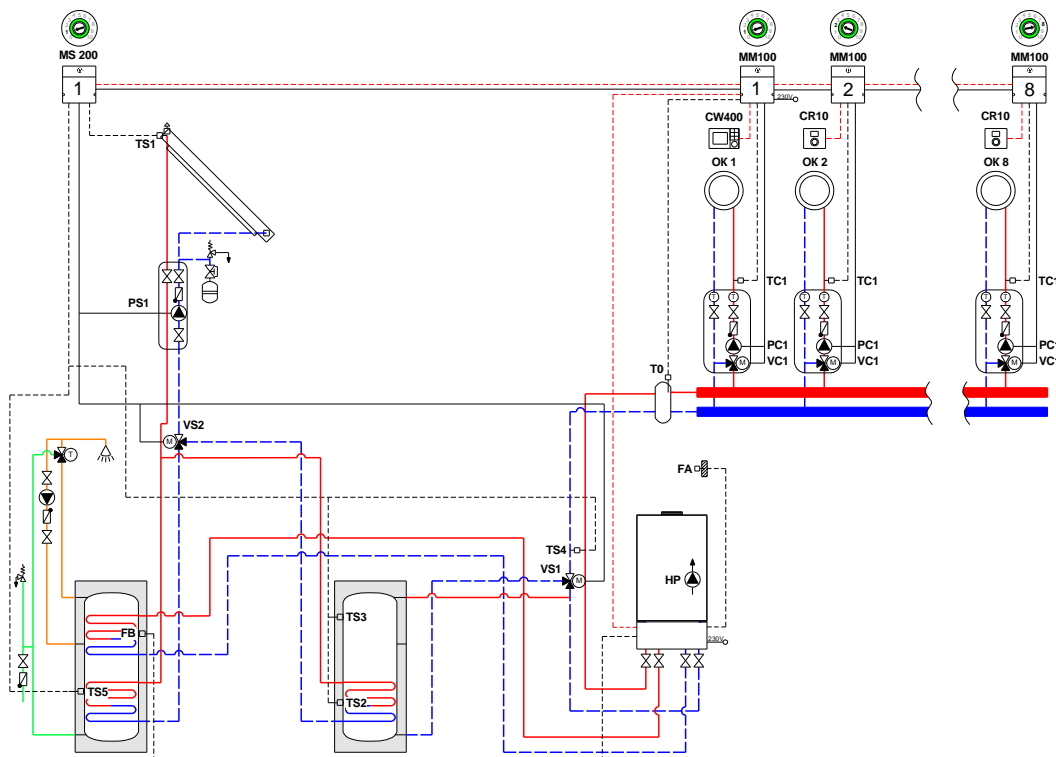 MS 200
MM100
MM100
MM100
1
1
2
8
230V
CW400
CR10
CR10
TS1
OK 1
OK 2
OK 8
TC1
TC1
TC1
T
T
T
T
T
T
PS1
PC1
PC1
PC1
M
VC1
M
VC1
M
VC1
T0
VS2
M
T
FA
TS4
VS1
M
HP
FB
TS3
230V
TS5
TS2